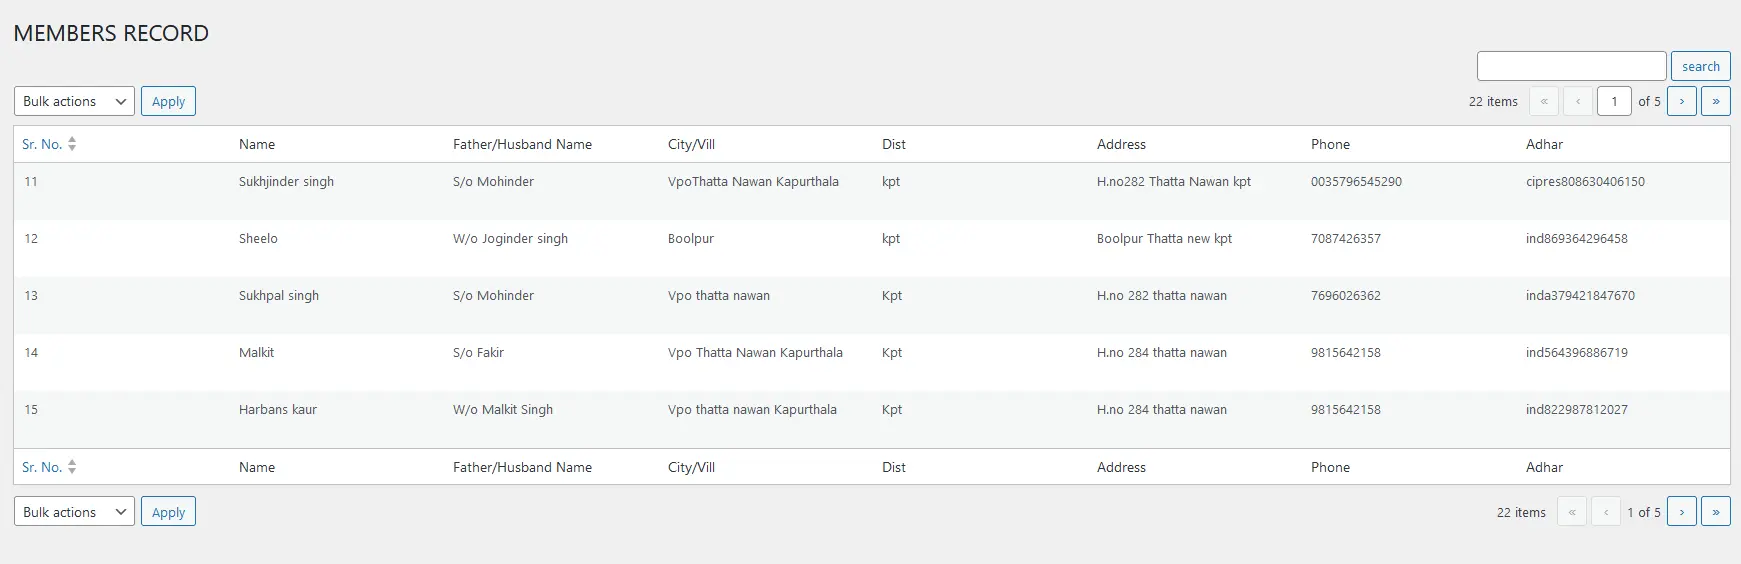 MEMBERS RECORD
search
Bulk actions Apply 22 items « ‹ 1 of 5 › »
Sr. No. Name Father/Husband Name City/Vill Dist Address Phone Adhar
11 Sukhjinder singh S/o Mohinder VpoThatta Nawan Kapurthala kpt H.no282 Thatta Nawan kpt 0035796545290 cipres808630406150
12 Sheelo W/o Joginder singh Boolpur kpt Boolpur Thatta new kpt 7087426357 ind869364296458
13 Sukhpal singh S/o Mohinder Vpo thatta nawan Kpt H.no 282 thatta nawan 7696026362 inda379421847670
14 Malkit S/o Fakir Vpo Thatta Nawan Kapurthala Kpt H.no 284 thatta nawan 9815642158 ind564396886719
15 Harbans kaur W/o Malkit Singh Vpo thatta nawan Kapurthala Kpt H.no 284 thatta nawan 9815642158 ind822987812027
Sr. No. Name Father/Husband Name City/Vill Dist Address Phone Adhar
Bulk actions Apply 22 items « ‹ 1 of 5 › »